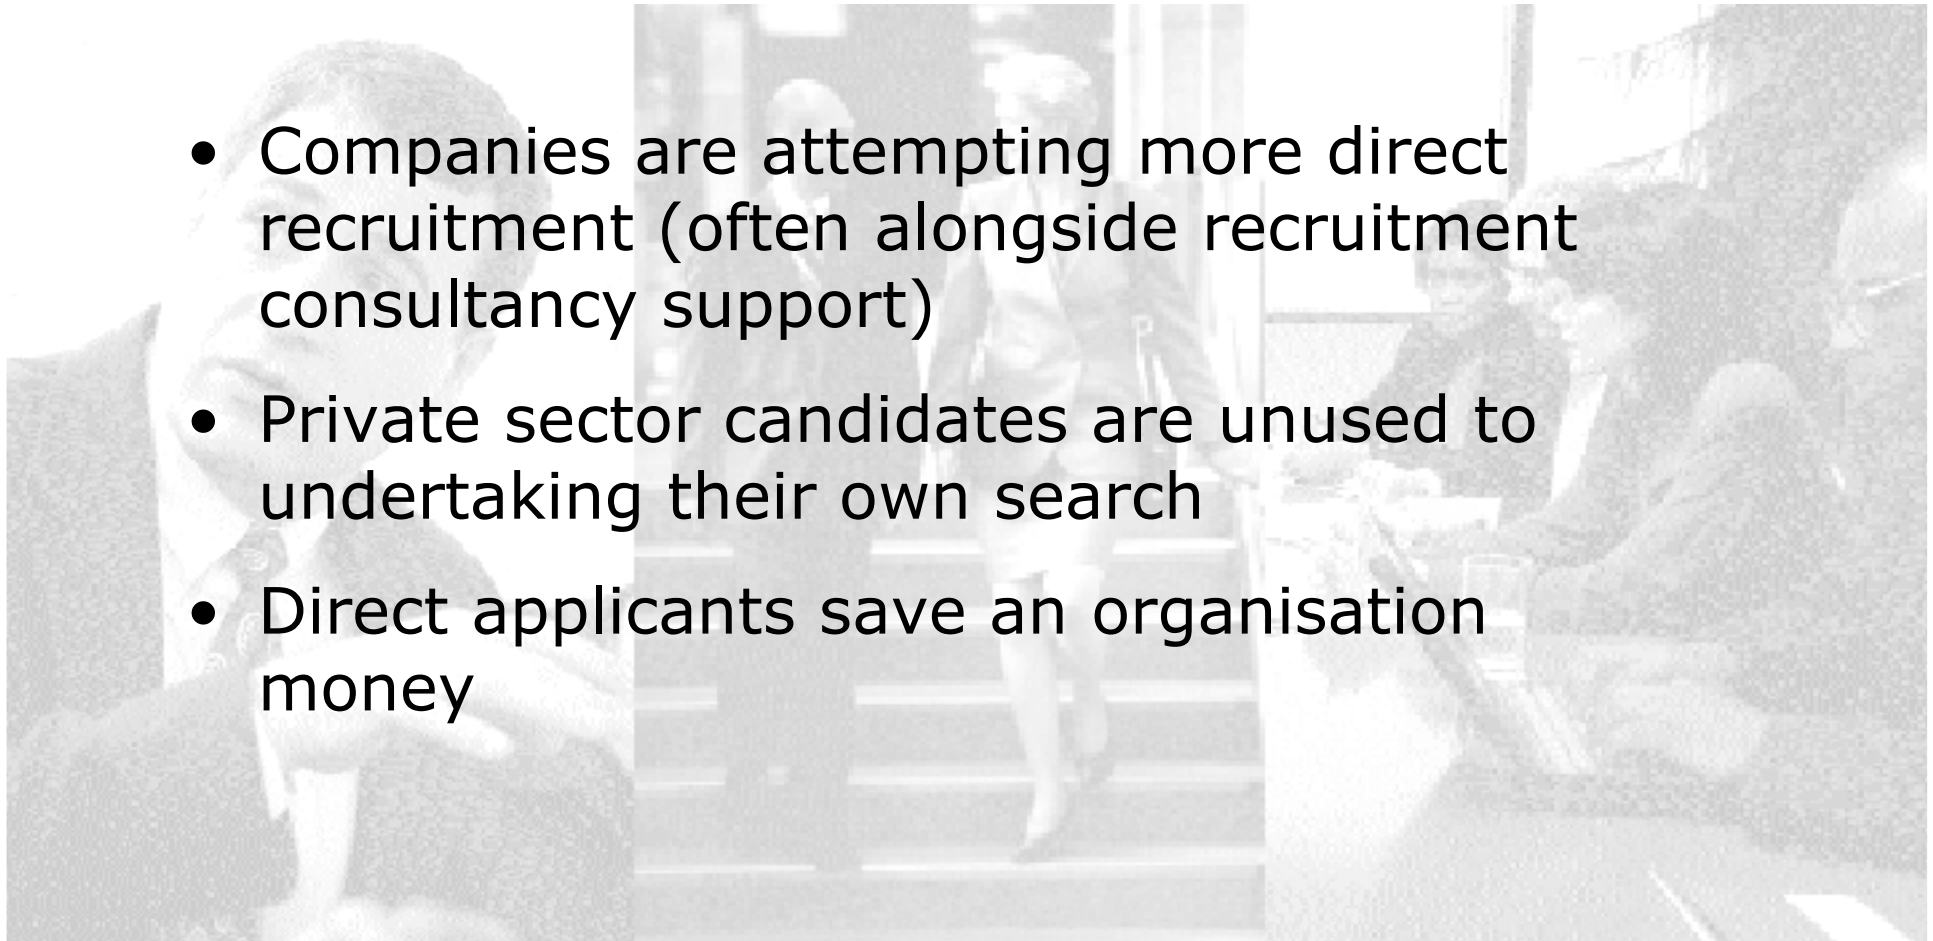 • Companies are attempting more direct
recruitment (often alongside recruitment
consultancy support)
• Private sector candidates are unused to
undertaking their own search
• Direct applicants save an organisation
money